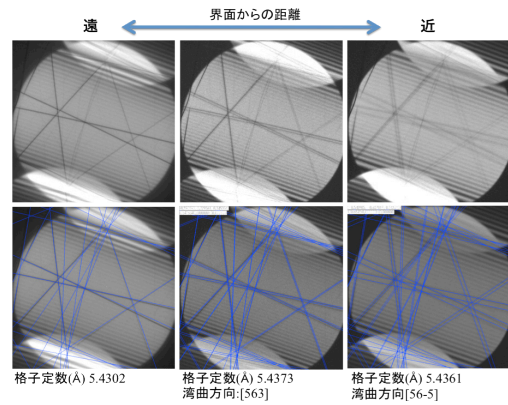 界面からの距離
遠
近
格子定数(Å) 5.4302
格子定数(Å) 5.4373
湾曲方向:[563]
格子定数(Å) 5.4361
湾曲方向[56-5]